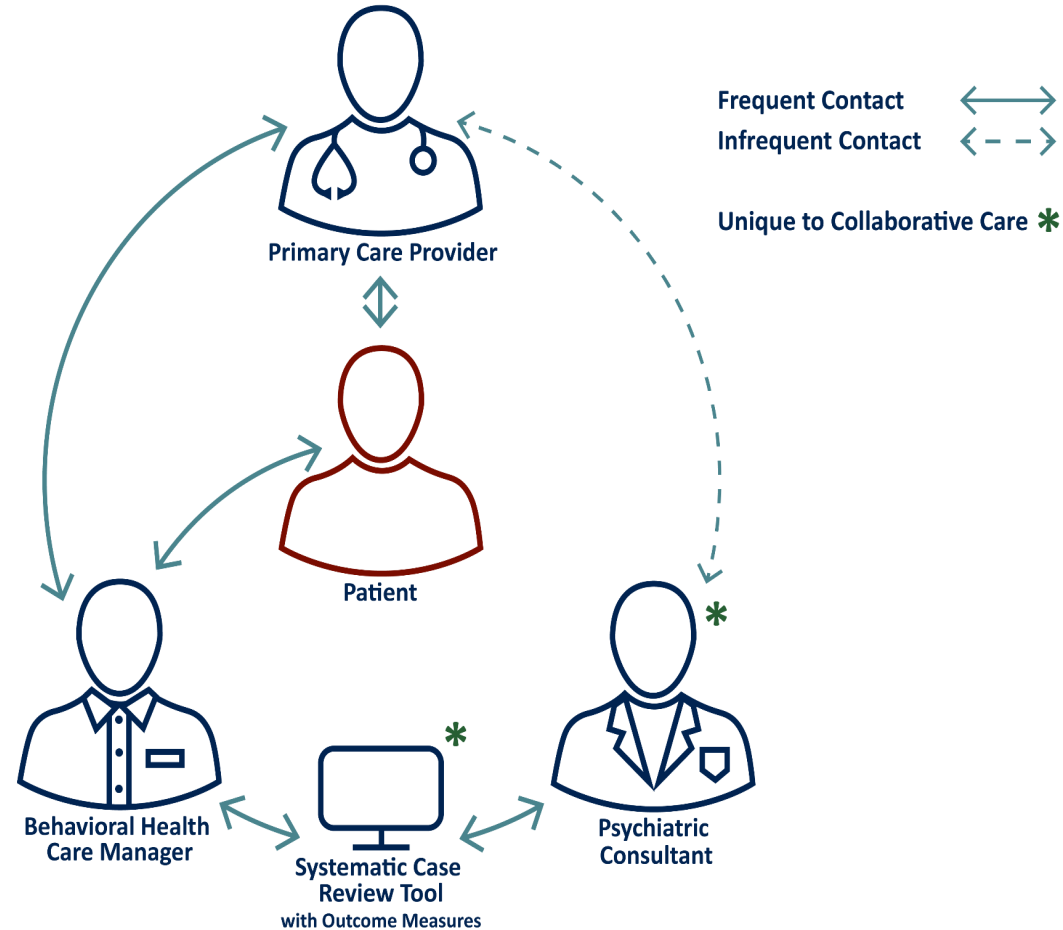 Frequent Contact
Infrequent Contact
Unique to Collaborative Care *
Primary Care Provider
Patient
*
*
Behavioral Health
Care Manager
Systematic Case
Review Tool
with Outcome Measures
Psychiatric
Consultant